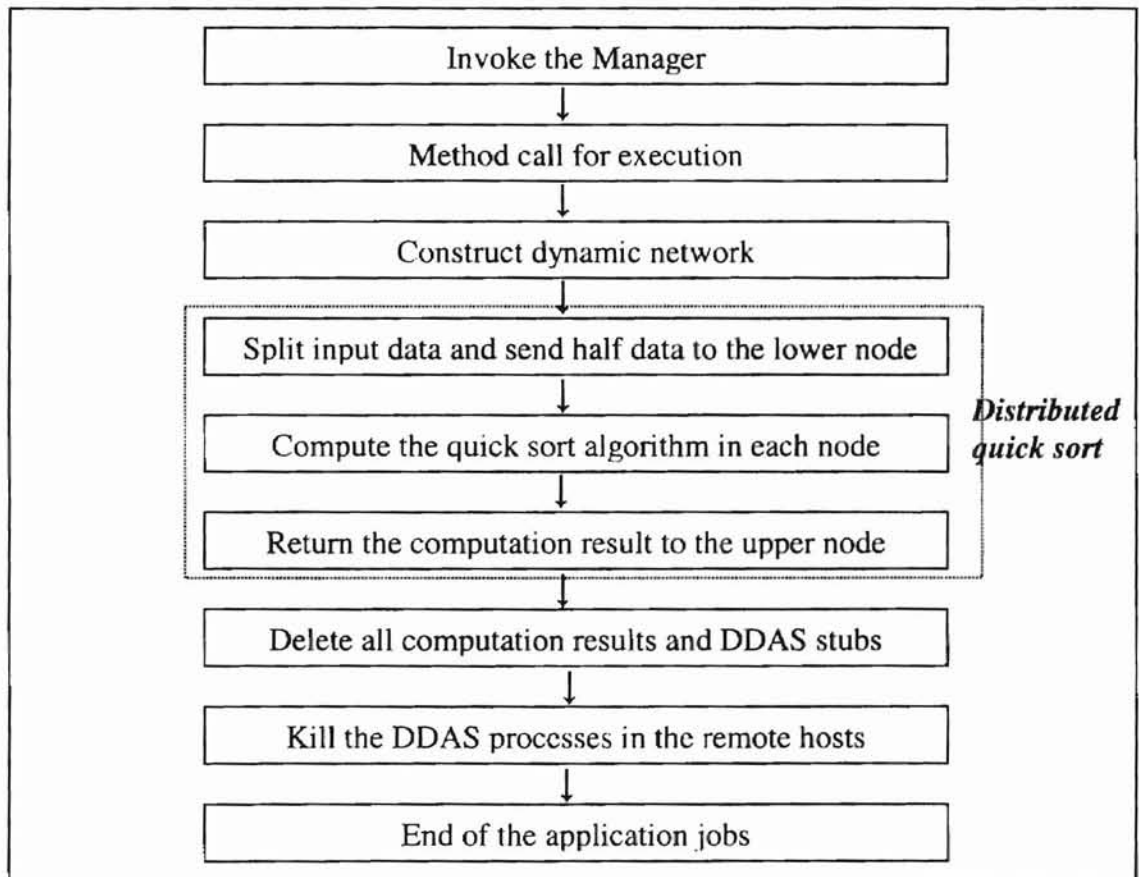 Invoke the Manager
Method call for execution
Construct dynamic network
Split input data and send half data to the lower node
Compute the quick sort algorithm in each node
Return the computation result to the upper node
Distributed
quick sort
Delete all computation results and DDAS stubs
Kill the DDAS processes in the remote hosts
End of the application jobs